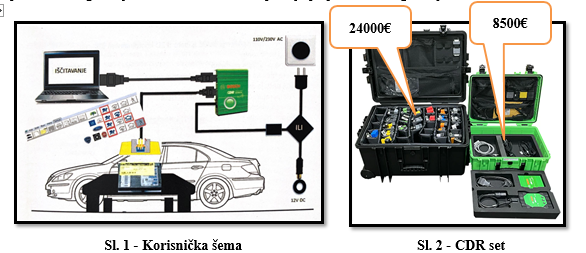 IŠČITAVANJE
110V/230V AC
ILI
12V DC
24000€
8500€
Sl. 1 - Korisnička šema
Sl. 2 - CDR set